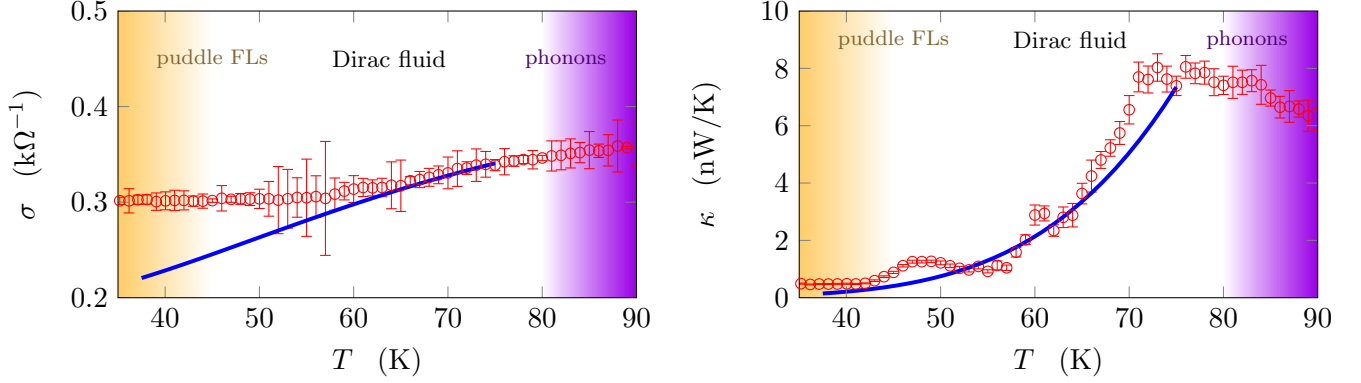 puddle FLs
Dirac fluid
phonons
0.5
0.4
0.3
0.2
σ (kΩ⁻¹)
40 50 60 70 80 90
T (K)
puddle FLs
Dirac fluid
phonons
10
8
6
4
2
0
κ (nW/K)
40 50 60 70 80 90
T (K)